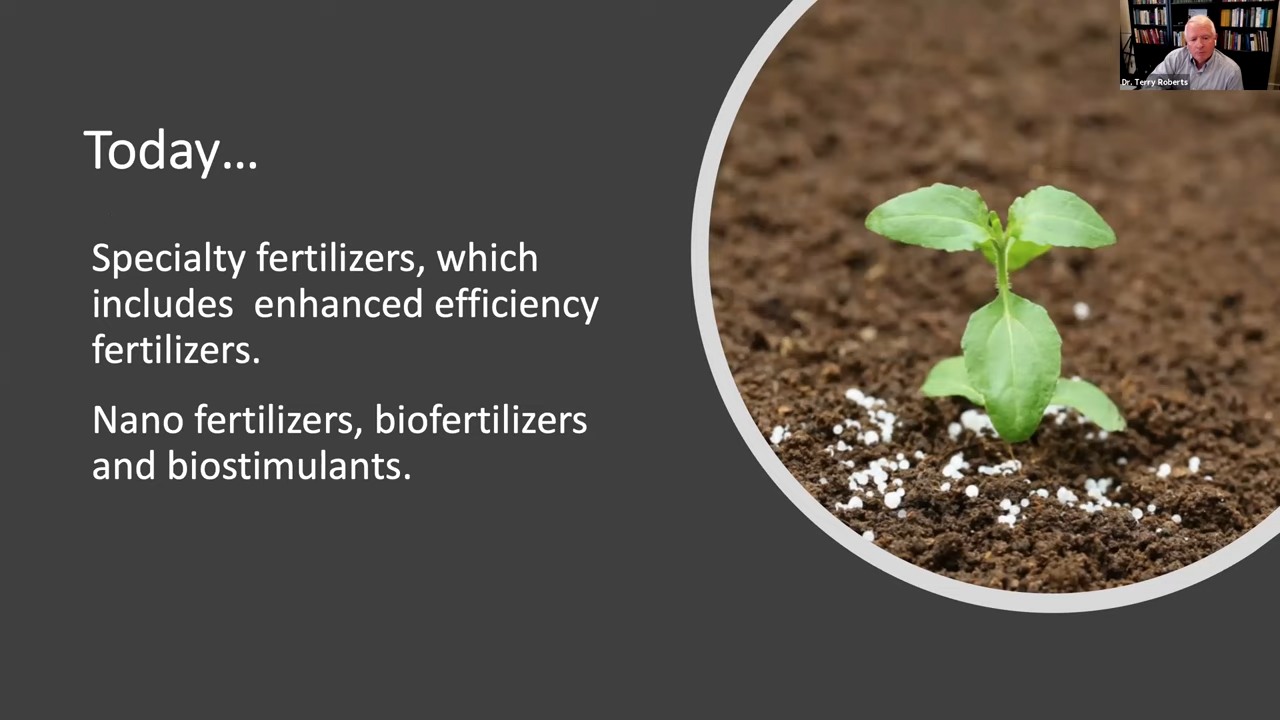 Dr. Terry Roberts
Today...
Specialty fertilizers, which
includes  enhanced efficiency
fertilizers.
Nano fertilizers, biofertilizers
and biostimulants.